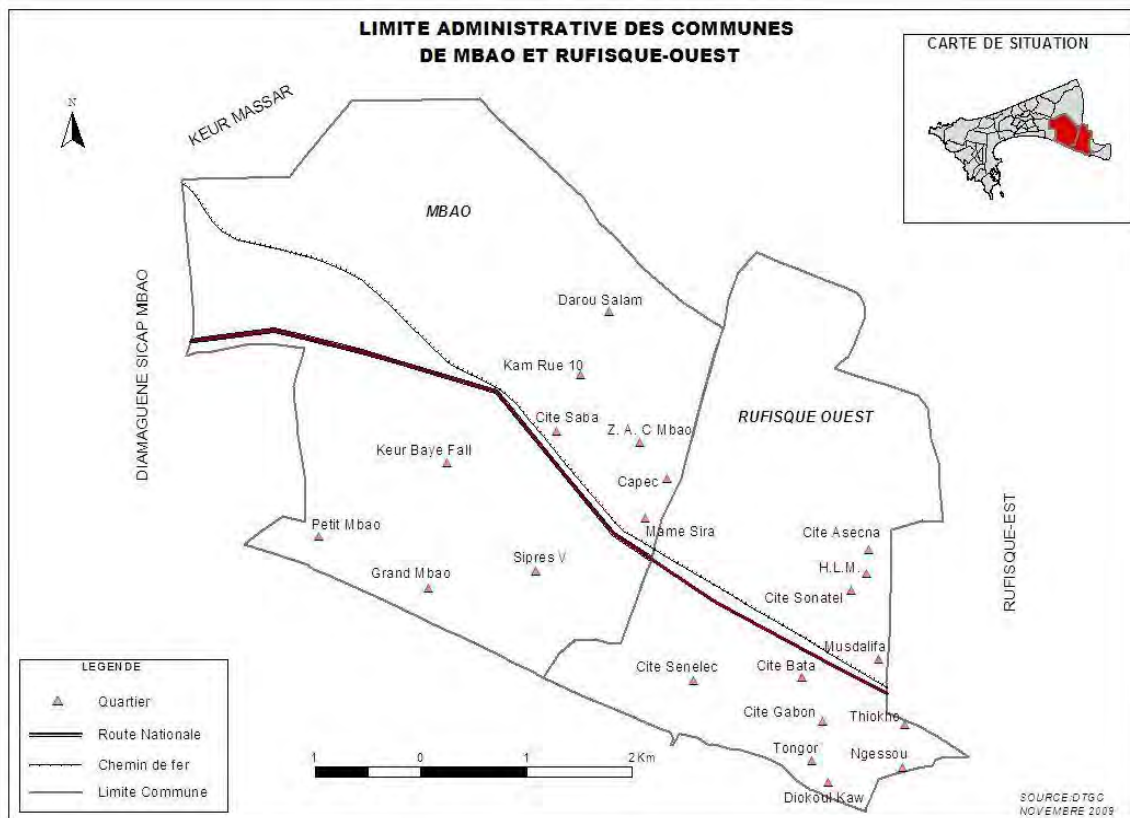 LIMITE ADMINISTRATIVE DES COMMUNES
DE MBAO ET RUFISQUE-OUEST
CARTE DE SITUATION
N
KEUR MASSAR
MBAO
DIAMAGUENE SICAP MBAO
Darou Salam
Kam Rue 10
Cite Saba
Z. A. C Mbao
RUFISQUE OUEST
Keur Baye Fall
Capec
Petit Mbao
Mame Sira
Cite Asecna
Sipres V
H.L.M.
Grand Mbao
Cite Sonatel
RUFISQUE-EST
Musdalifa
Cite Senelec
Cite Bata
Cite Gabon
Thiokho
Tongor
Ngessou
Diokoul Kaw
LEGENDE
Quartier
Route Nationale
Chemin de fer
Limite Commune
1 0 2 Km
SOURCE:DTGC
NOVEMBRE 2009